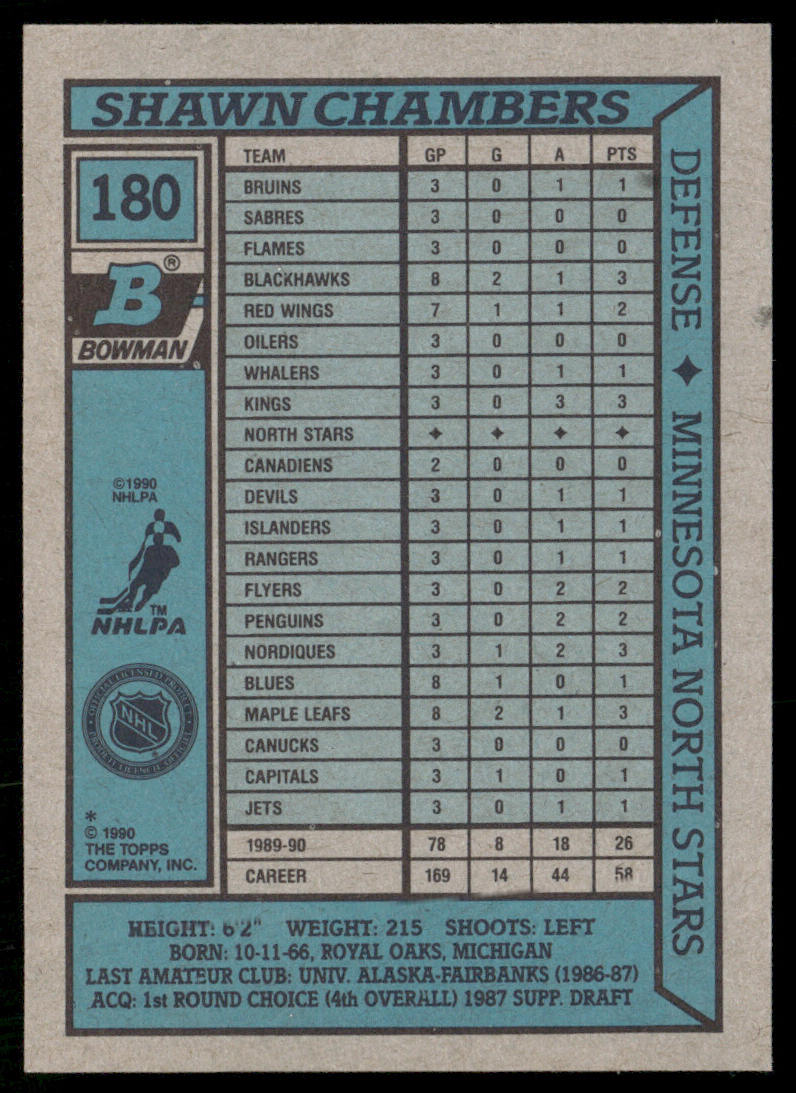 SHAWN CHAMBERS
180
B®
BOWMAN
©1990
NHLPA
TM
NHLPA
OFFICIAL LICENSED PRODUCT
NHL
®
PRODUIT LICENCIE OFFICIEL
*
© 1990
THE TOPPS
COMPANY, INC.
TEAM GP G A PTS
BRUINS 3 0 1 1
SABRES 3 0 0 0
FLAMES 3 0 0 0
BLACKHAWKS 8 2 1 3
RED WINGS 7 1 1 2
OILERS 3 0 0 0
WHALERS 3 0 1 1
KINGS 3 0 3 3
NORTH STARS ✦ ✦ ✦ ✦
CANADIENS 2 0 0 0
DEVILS 3 0 1 1
ISLANDERS 3 0 1 1
RANGERS 3 0 1 1
FLYERS 3 0 2 2
PENGUINS 3 0 2 2
NORDIQUES 3 1 2 3
BLUES 8 1 0 1
MAPLE LEAFS 8 2 1 3
CANUCKS 3 0 0 0
CAPITALS 3 1 0 1
JETS 3 0 1 1
1989-90 78 8 18 26
CAREER 169 14 44 58
DEFENSE ✦ MINNESOTA NORTH STARS
HEIGHT: 6'2" WEIGHT: 215 SHOOTS: LEFT
BORN: 10-11-66, ROYAL OAKS, MICHIGAN
LAST AMATEUR CLUB: UNIV. ALASKA-FAIRBANKS (1986-87)
ACQ: 1st ROUND CHOICE (4th OVERALL) 1987 SUPP. DRAFT